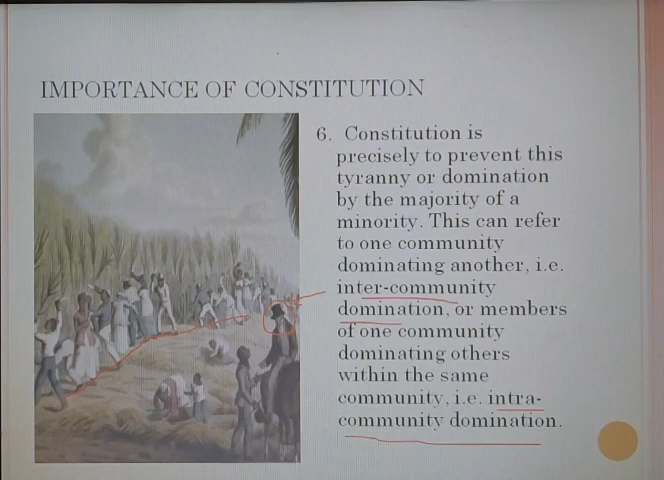 IMPORTANCE OF CONSTITUTION
6. Constitution is
precisely to prevent this
tyranny or domination
by the majority of a
minority. This can refer
to one community
dominating another, i.e.
inter-community
domination, or members
of one community
dominating others
within the same
community, i.e. intra-
community domination.